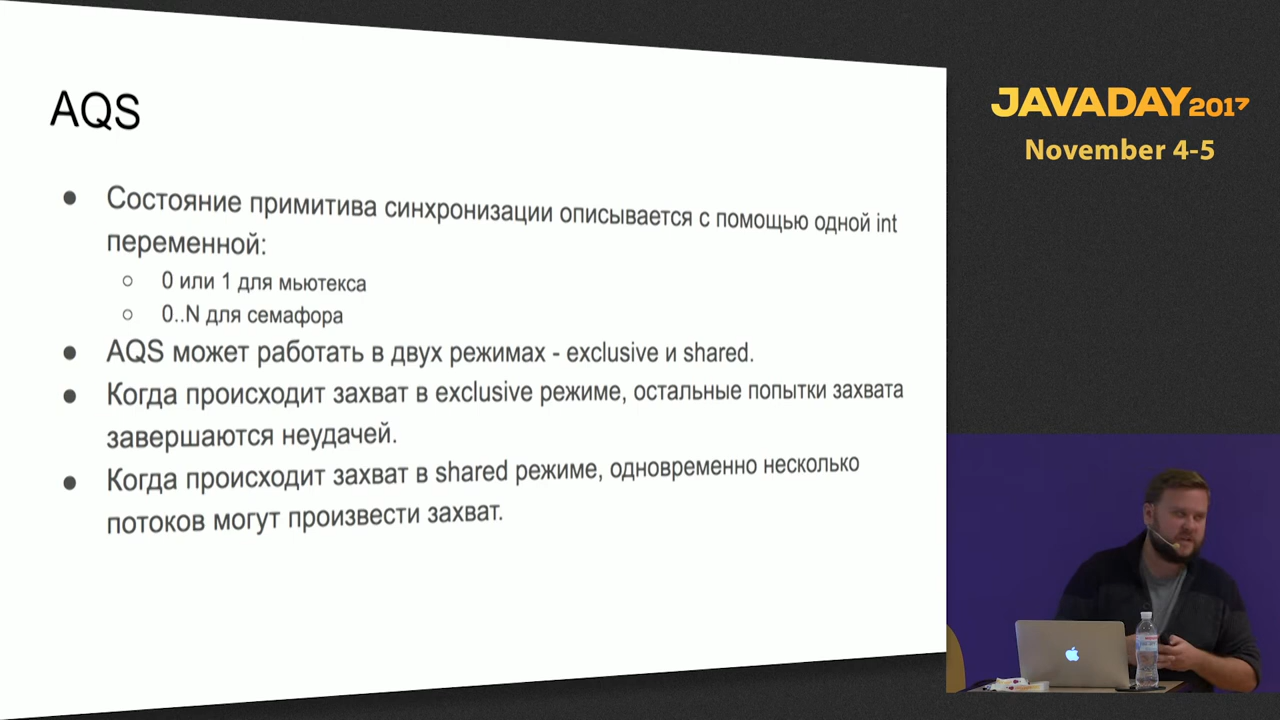 AQS
● Состояние примитива синхронизации описывается с помощью одной int
переменной:
○ 0 или 1 для мьютекса
○ 0..N для семафора
● AQS может работать в двух режимах - exclusive и shared.
● Когда происходит захват в exclusive режиме, остальные попытки захвата
завершаются неудачей.
● Когда происходит захват в shared режиме, одновременно несколько
потоков могут произвести захват.
JAVADAY 2017
November 4-5